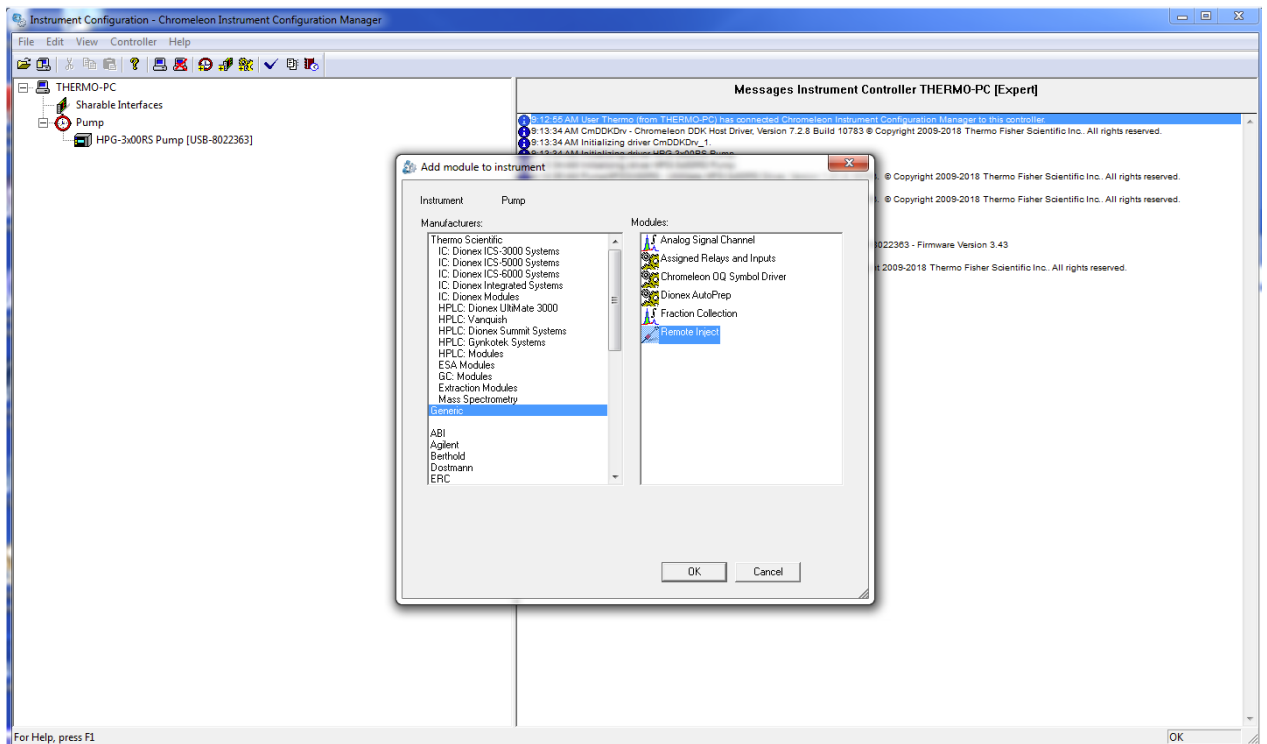 Instrument Configuration - Chromeleon Instrument Configuration Manager
File Edit View Controller Help
THERMO-PC
Sharable Interfaces
Pump
HPG-3x00RS Pump [USB-8022363]
Messages Instrument Controller THERMO-PC [Expert]
9:12:55 AM User Thermo (from THERMO-PC) has connected Chromeleon Instrument Configuration Manager to this controller.
9:13:34 AM CmDDKDrv - Chromeleon DDK Host Driver, Version 7.2.8 Build 10783 © Copyright 2009-2018 Thermo Fisher Scientific Inc.. All rights reserved.
9:13:34 AM Initializing driver CmDDKDrv_1.
9:13:34 AM Initializing driver HPG-3x00RS Pump
© Copyright 2009-2018 Thermo Fisher Scientific Inc.. All rights reserved.
© Copyright 2009-2018 Thermo Fisher Scientific Inc.. All rights reserved.
022363 - Firmware Version 3.43
2009-2018 Thermo Fisher Scientific Inc.. All rights reserved.
Add module to instrument
Instrument Pump
Manufacturers:
Thermo Scientific
IC: Dionex ICS-3000 Systems
IC: Dionex ICS-5000 Systems
IC: Dionex ICS-6000 Systems
IC: Dionex Integrated Systems
IC: Dionex Modules
HPLC: Dionex UltiMate 3000
HPLC: Vanquish
HPLC: Dionex Summit Systems
HPLC: Gynkotek Systems
HPLC: Modules
ESA Modules
GC: Modules
Extraction Modules
Mass Spectrometry
Generic
ABI
Agilent
Berthold
Dostmann
ERC
Modules:
Analog Signal Channel
Assigned Relays and Inputs
Chromeleon OQ Symbol Driver
Dionex AutoPrep
Fraction Collection
Remote Inject
OK Cancel
For Help, press F1
OK